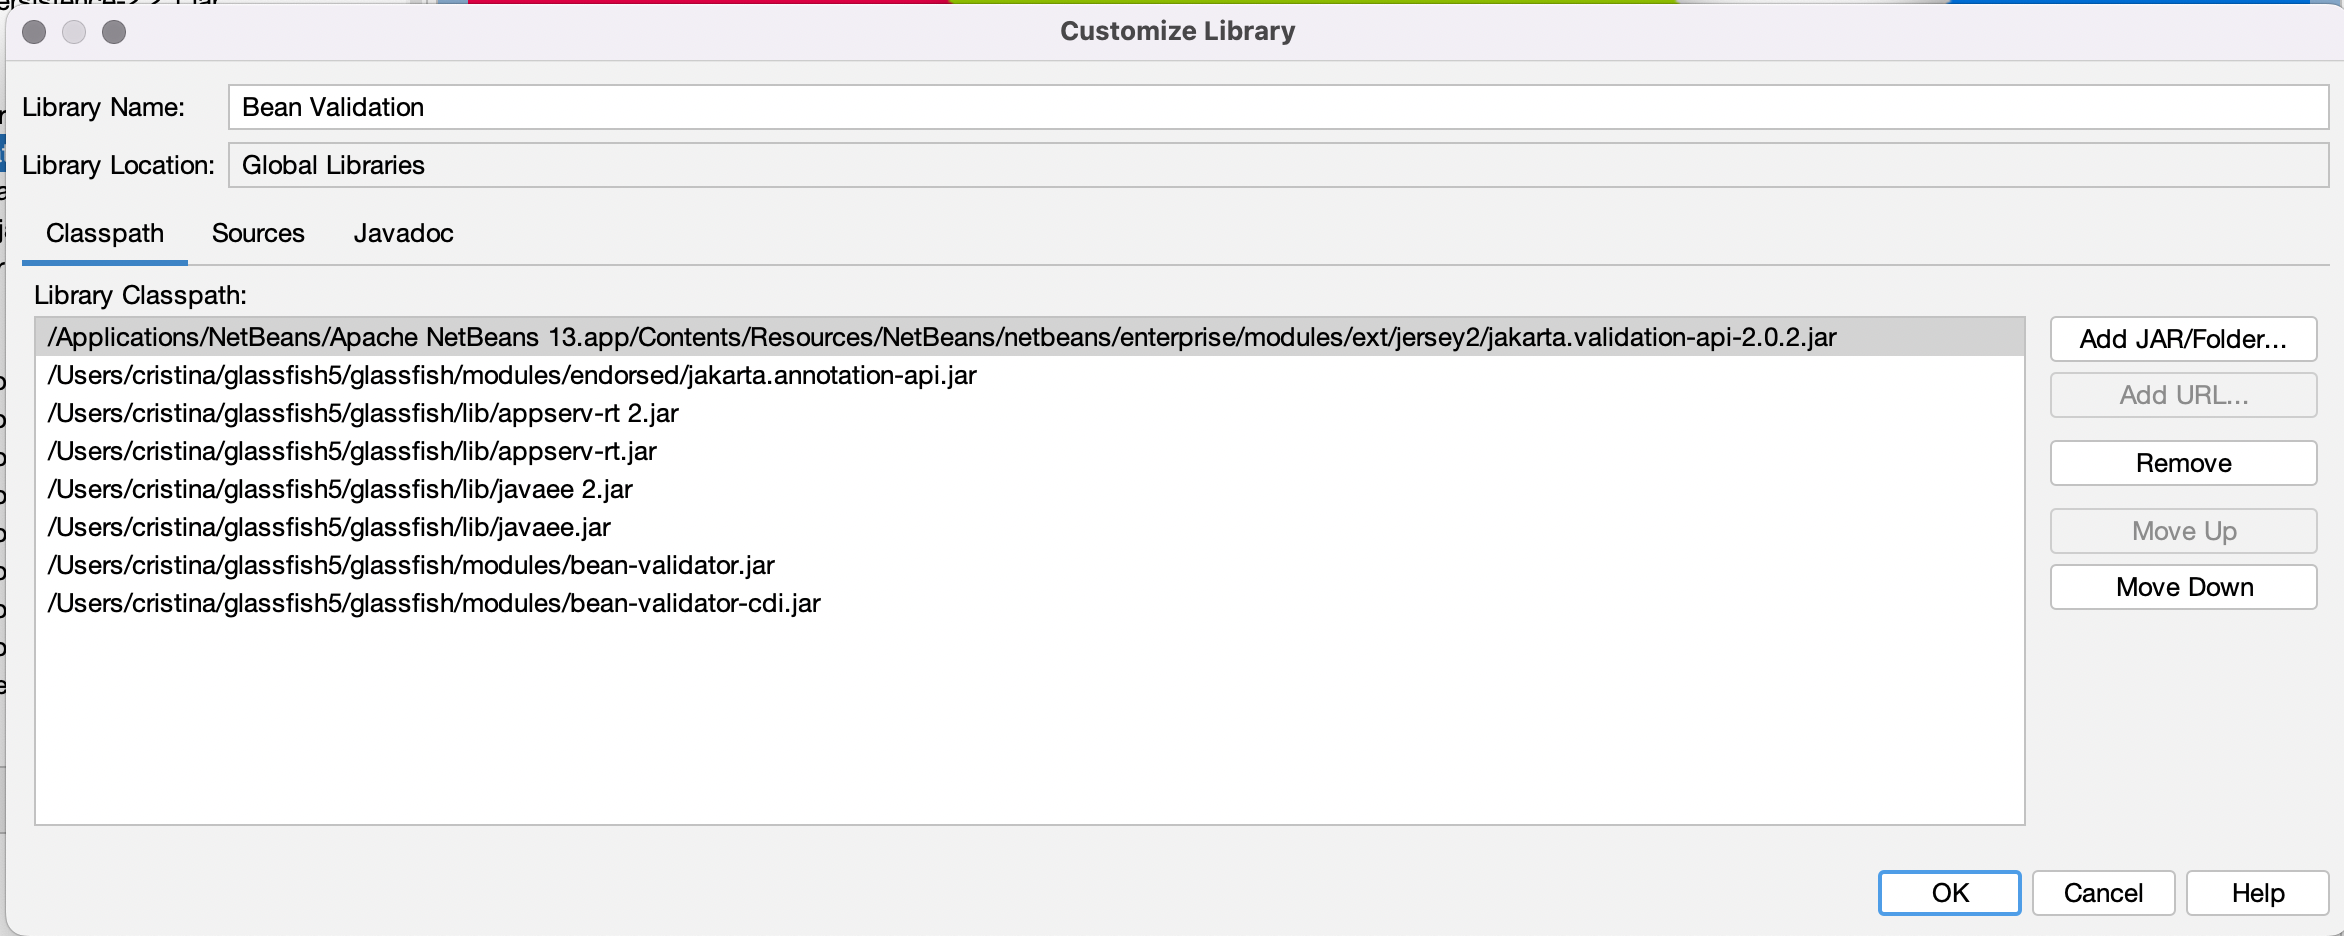 Customize Library
Library Name: Bean Validation
Library Location: Global Libraries
Classpath Sources Javadoc
Library Classpath:
/Applications/NetBeans/Apache NetBeans 13.app/Contents/Resources/NetBeans/netbeans/enterprise/modules/ext/jersey2/jakarta.validation-api-2.0.2.jar
/Users/cristina/glassfish5/glassfish/modules/endorsed/jakarta.annotation-api.jar
/Users/cristina/glassfish5/glassfish/lib/appserv-rt 2.jar
/Users/cristina/glassfish5/glassfish/lib/appserv-rt.jar
/Users/cristina/glassfish5/glassfish/lib/javaee 2.jar
/Users/cristina/glassfish5/glassfish/lib/javaee.jar
/Users/cristina/glassfish5/glassfish/modules/bean-validator.jar
/Users/cristina/glassfish5/glassfish/modules/bean-validator-cdi.jar
Add JAR/Folder...
Add URL...
Remove
Move Up
Move Down
OK Cancel Help